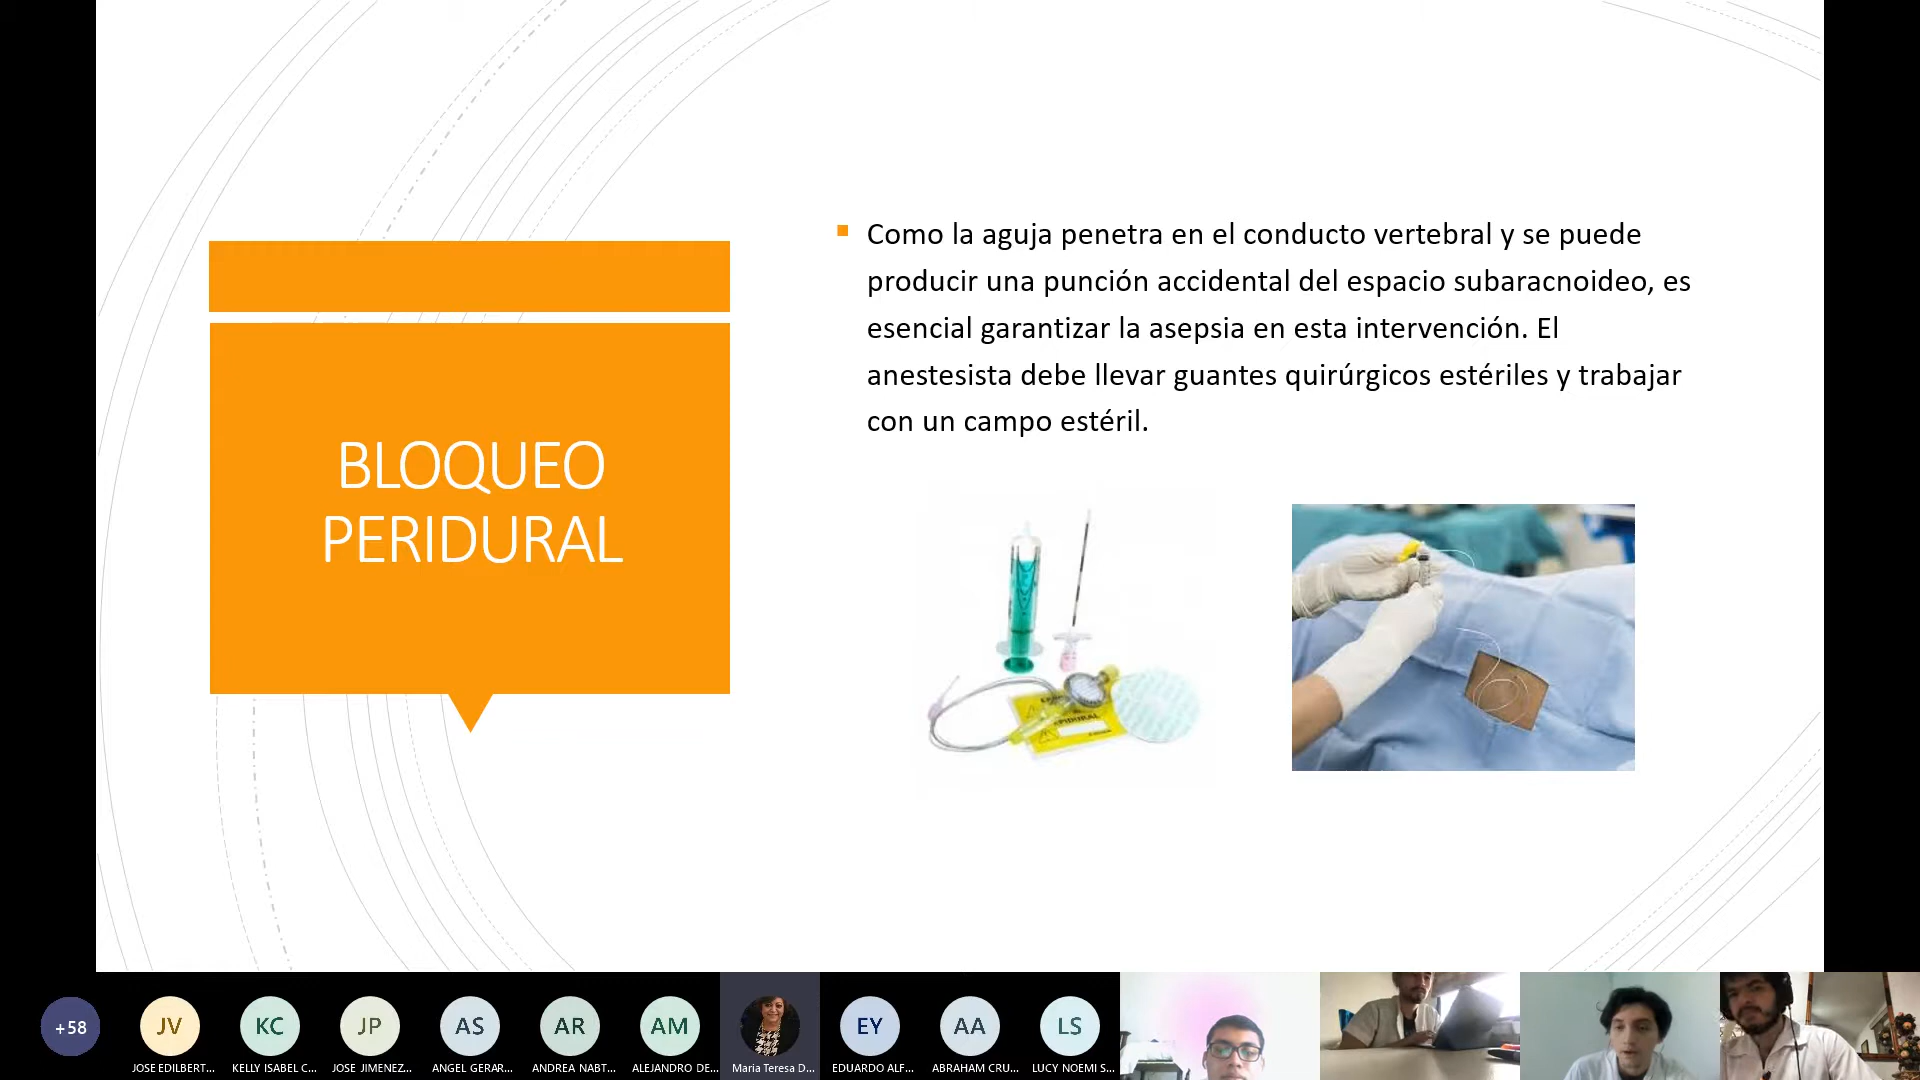 BLOQUEO
PERIDURAL
Como la aguja penetra en el conducto vertebral y se puede
producir una punción accidental del espacio subaracnoideo, es
esencial garantizar la asepsia en esta intervención. El
anestesista debe llevar guantes quirúrgicos estériles y trabajar
con un campo estéril.
EPIDURAL
+58
JV
KC
JP
AS
AR
AM
EY
AA
LS
JOSE EDILBERT...
KELLY ISABEL C...
JOSE JIMENEZ...
ANGEL GERAR...
ANDREA NABT...
ALEJANDRO DE...
Maria Teresa D...
EDUARDO ALF...
ABRAHAM CRU...
LUCY NOEMI S...